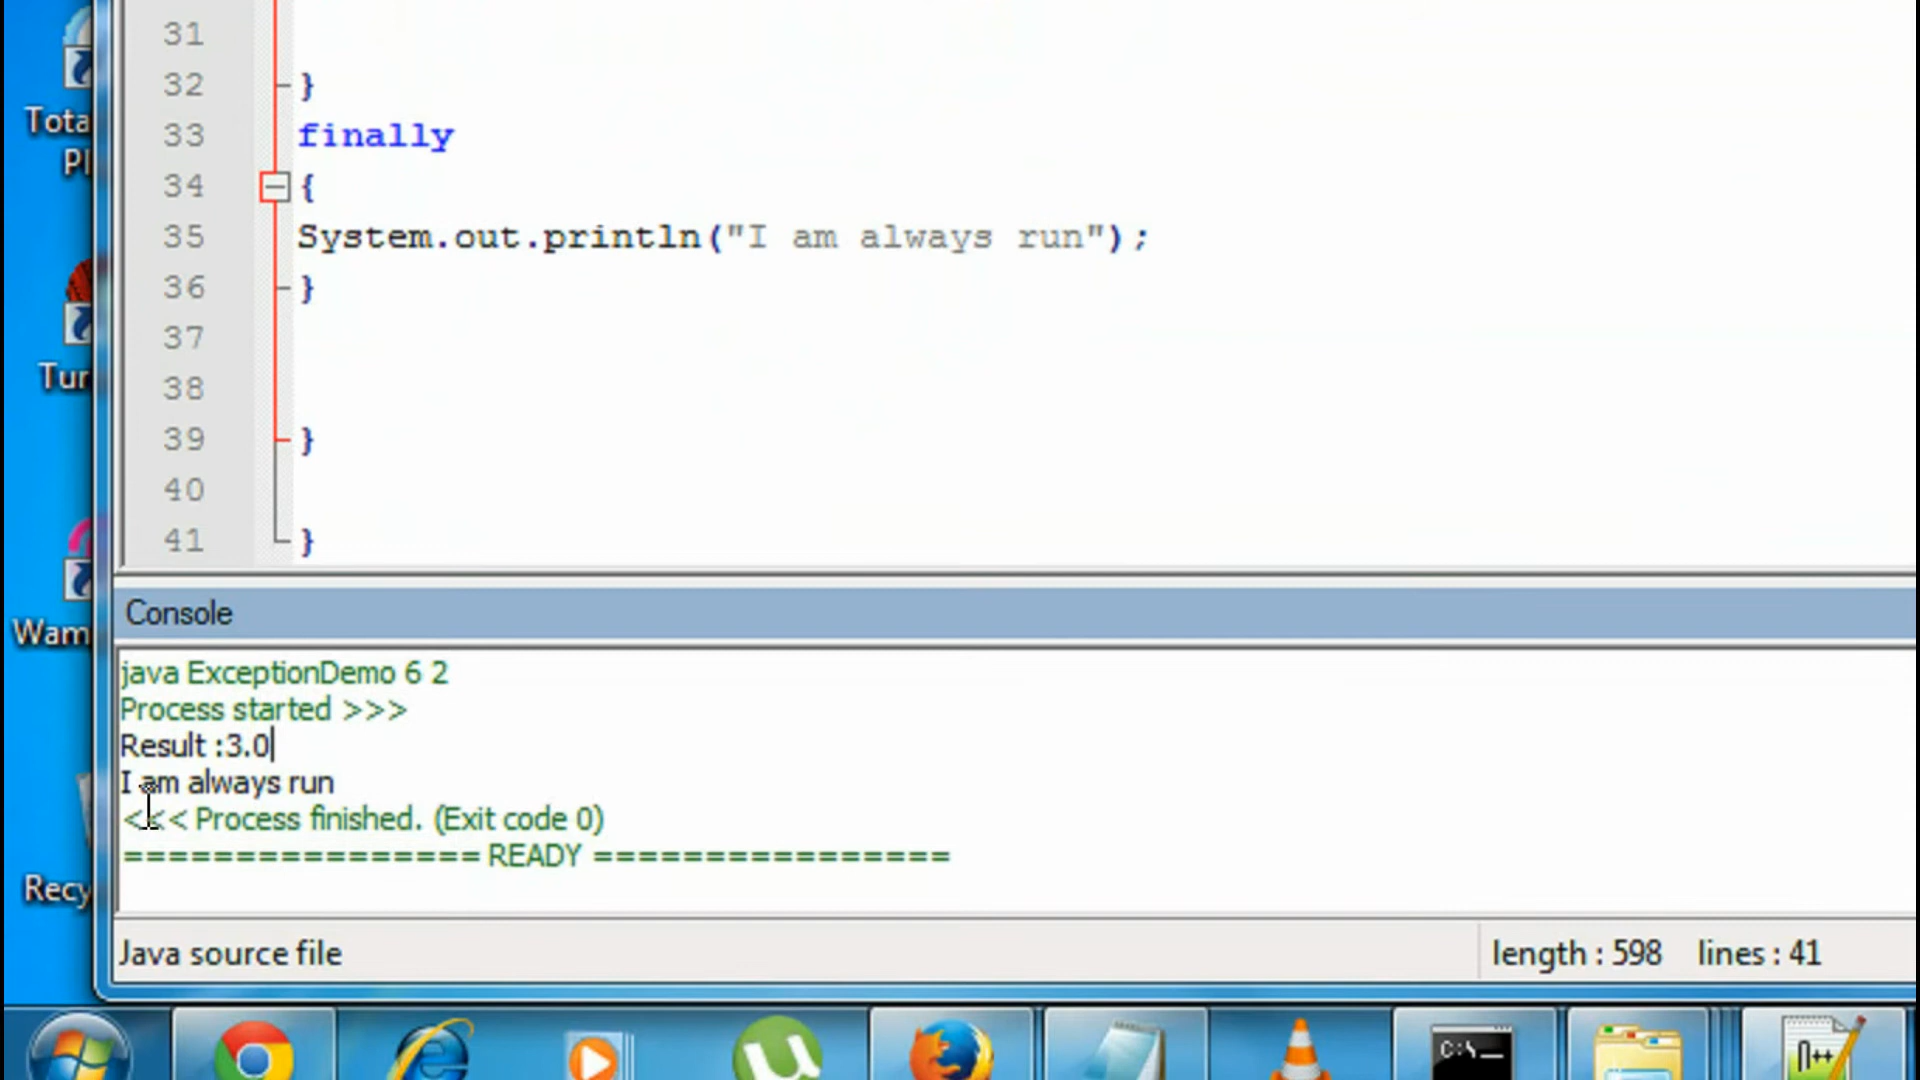 31
32 }
33 finally
34 {
35 System.out.println("I am always run");
36 }
37
38
39 }
40
41 }
Console
java ExceptionDemo 6 2
Process started >>>
Result :3.0
I am always run
<<< Process finished. (Exit code 0)
================ READY ================
Java source file length : 598 lines : 41
Tota
Pl
Tur
Wam
Recy
C:\
n++